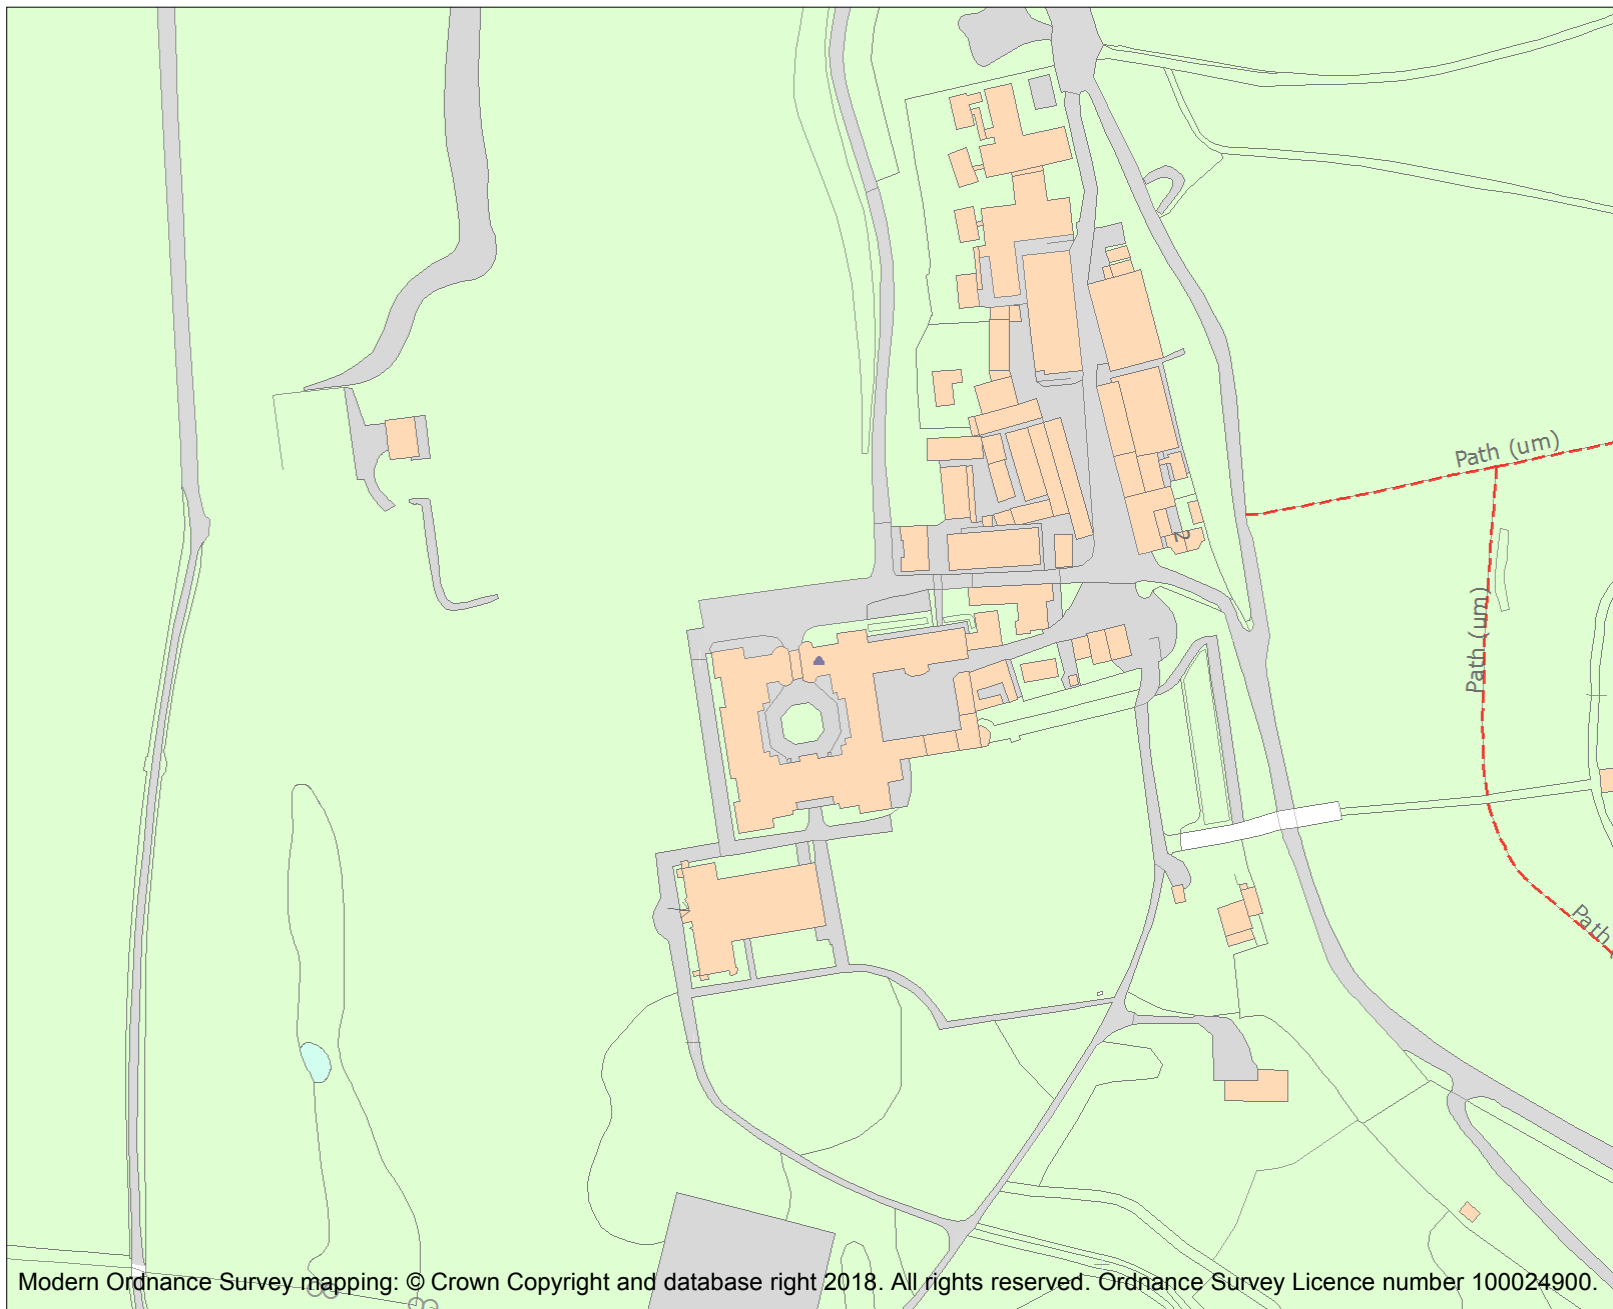 Path (um)
2
Path (um)
Path
Modern Ordnance Survey mapping: © Crown Copyright and database right 2018. All rights reserved. Ordnance Survey Licence number 100024900.